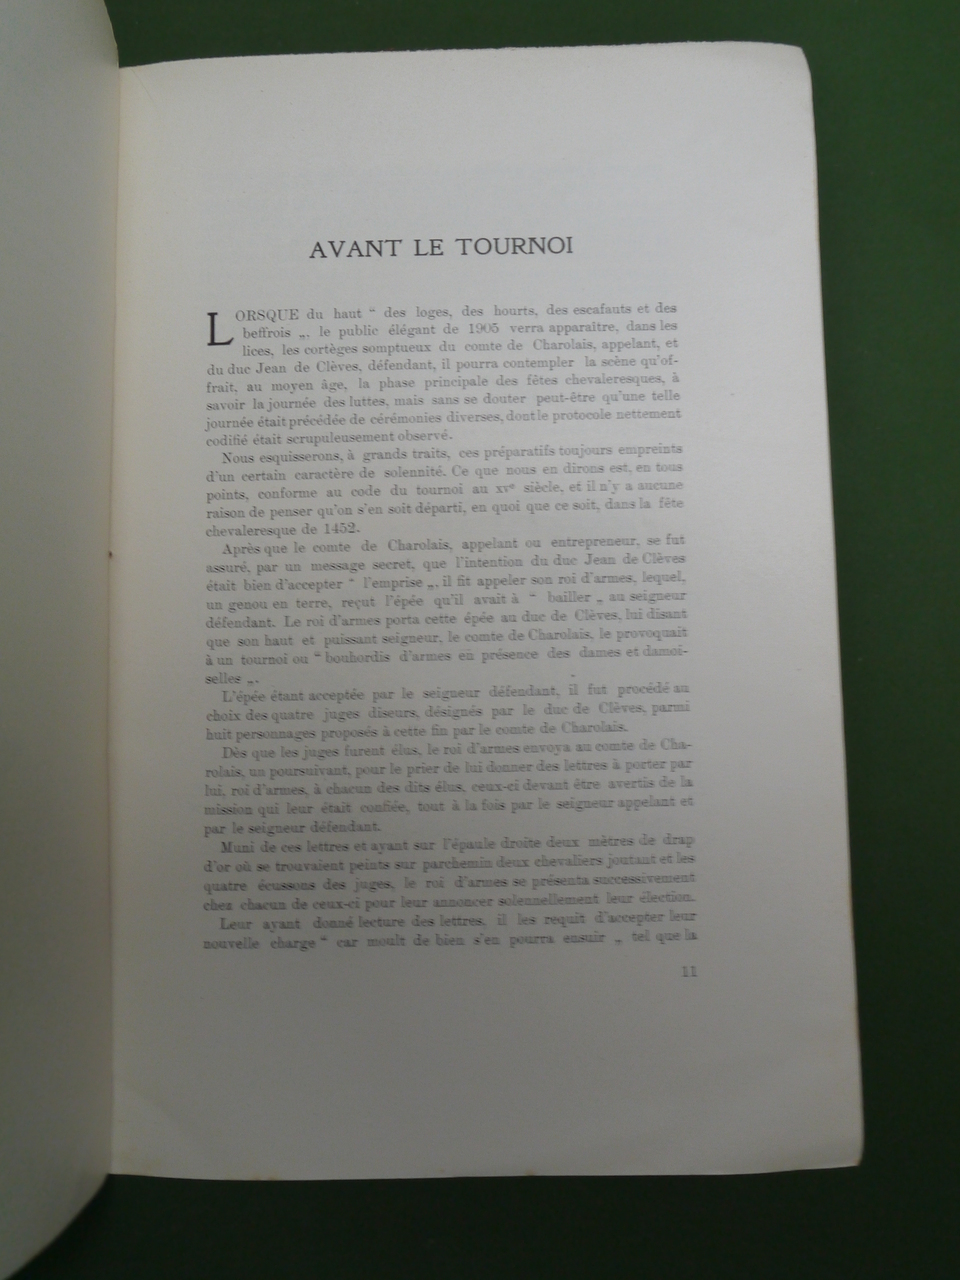 AVANT LE TOURNOI
LORSQUE du haut “ des loges, des hourts, des escafauts et des
beffrois „, le public élégant de 1905 verra apparaître, dans les
lices, les cortèges somptueux du comte de Charolais, appelant, et
du duc Jean de Clèves, défendant, il pourra contempler la scène qu'of-
frait, au moyen âge, la phase principale des fêtes chevaleresques, à
savoir la journée des luttes, mais sans se douter peut-être qu'une telle
journée était précédée de cérémonies diverses, dont le protocole nettement
codifié était scrupuleusement observé.
Nous esquisserons, à grands traits, ces préparatifs toujours empreints
d'un certain caractère de solennité. Ce que nous en dirons est, en tous
points, conforme au code du tournoi au XVe siècle, et il n'y a aucune
raison de penser qu'on s'en soit départi, en quoi que ce soit, dans la fête
chevaleresque de 1452.
Après que le comte de Charolais, appelant ou entrepreneur, se fut
assuré, par un message secret, que l'intention du duc Jean de Clèves
était bien d'accepter “ l'emprise „, il fit appeler son roi d'armes, lequel,
un genou en terre, reçut l'épée qu'il avait à “ bailler „ au seigneur
défendant. Le roi d'armes porta cette épée au duc de Clèves, lui disant
que son haut et puissant seigneur, le comte de Charolais, le provoquait
à un tournoi ou “ bouhordis d'armes en présence des dames et damoi-
selles „.
L'épée étant acceptée par le seigneur défendant, il fut procédé au
choix des quatre juges diseurs, désignés par le duc de Clèves, parmi
huit personnages proposés à cette fin par le comte de Charolais.
Dès que les juges furent élus, le roi d'armes envoya au comte de Cha-
rolais, un poursuivant, pour le prier de lui donner des lettres à porter par
lui, roi d'armes, à chacun des dits élus, ceux-ci devant être avertis de la
mission qui leur était confiée, tout à la fois par le seigneur appelant et
par le seigneur défendant.
Muni de ces lettres et ayant sur l'épaule droite deux mètres de drap
d'or où se trouvaient peints sur parchemin deux chevaliers joutant et les
quatre écussons des juges, le roi d'armes se présenta successivement
chez chacun de ceux-ci pour leur annoncer solennellement leur élection.
Leur ayant donné lecture des lettres, il les requit d'accepter leur
nouvelle charge “ car moult de bien s'en pourra ensuir „ tel que la
11